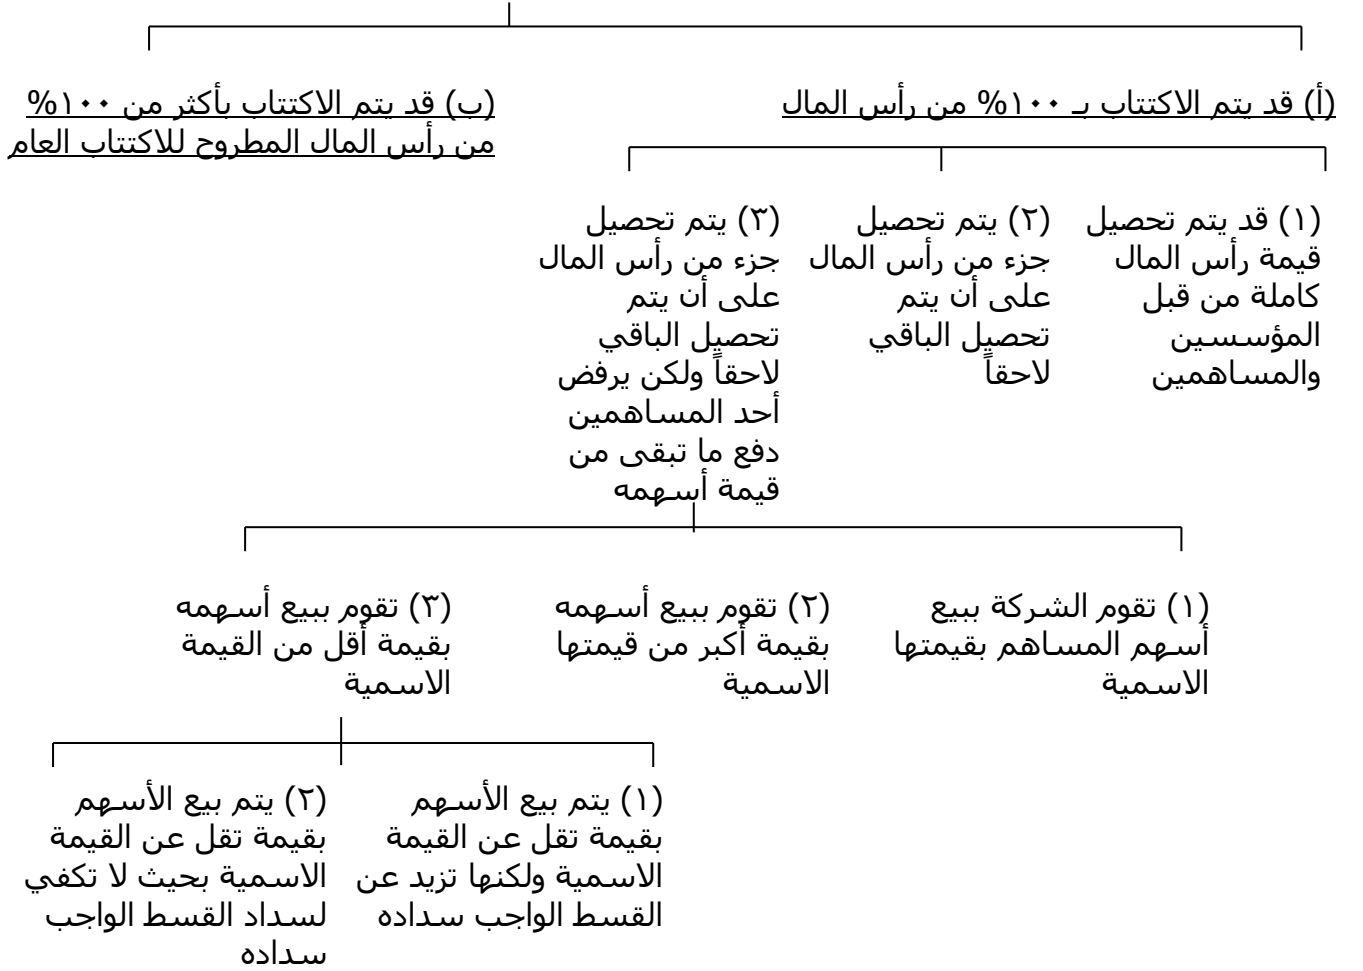 (أ) قد يتم الاكتتاب بـ ١٠٠% من رأس المال
(ب) قد يتم الاكتتاب بأكثر من ١٠٠%
من رأس المال المطروح للاكتتاب العام
(١) قد يتم تحصيل
قيمة رأس المال
كاملة من قبل
المؤسسين
والمساهمين
(٢) يتم تحصيل
جزء من رأس المال
على أن يتم
تحصيل الباقي
لاحقاً
(٣) يتم تحصيل
جزء من رأس المال
على أن يتم
تحصيل الباقي
لاحقاً ولكن يرفض
أحد المساهمين
دفع ما تبقى من
قيمة أسهمه
(١) تقوم الشركة ببيع
أسهم المساهم بقيمتها
الاسمية
(٢) تقوم ببيع أسهمه
بقيمة أكبر من قيمتها
الاسمية
(٣) تقوم ببيع أسهمه
بقيمة أقل من القيمة
الاسمية
(١) يتم بيع الأسهم
بقيمة تقل عن القيمة
الاسمية ولكنها تزيد عن
القسط الواجب سداده
(٢) يتم بيع الأسهم
بقيمة تقل عن القيمة
الاسمية بحيث لا تكفي
لسداد القسط الواجب
سداده